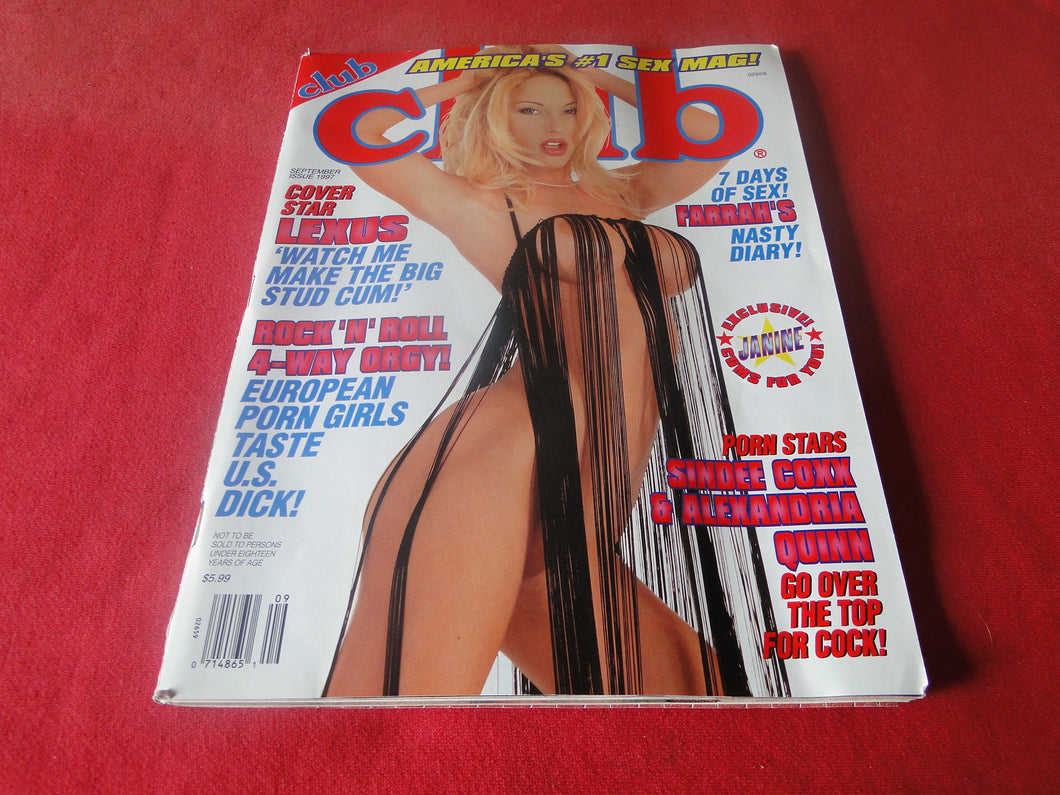 club
AMERICA'S #1 SEX MAG!
02659
club
®
SEPTEMBER
ISSUE 1997
COVER
STAR
LEXUS
'WATCH ME
MAKE THE BIG
STUD CUM!'
ROCK 'N' ROLL
4-WAY ORGY!
EUROPEAN
PORN GIRLS
TASTE
U.S.
DICK!
NOT TO BE
SOLD TO PERSONS
UNDER EIGHTEEN
YEARS OF AGE
$5.99
09
02659
0 714865 1
7 DAYS
OF SEX!
FARRAH'S
NASTY
DIARY!
EXCLUSIVE!
JANINE
CUMS FOR YOU!
PORN STARS
SINDEE COXX
& ALEXANDRIA
QUINN
GO OVER
THE TOP
FOR COCK!